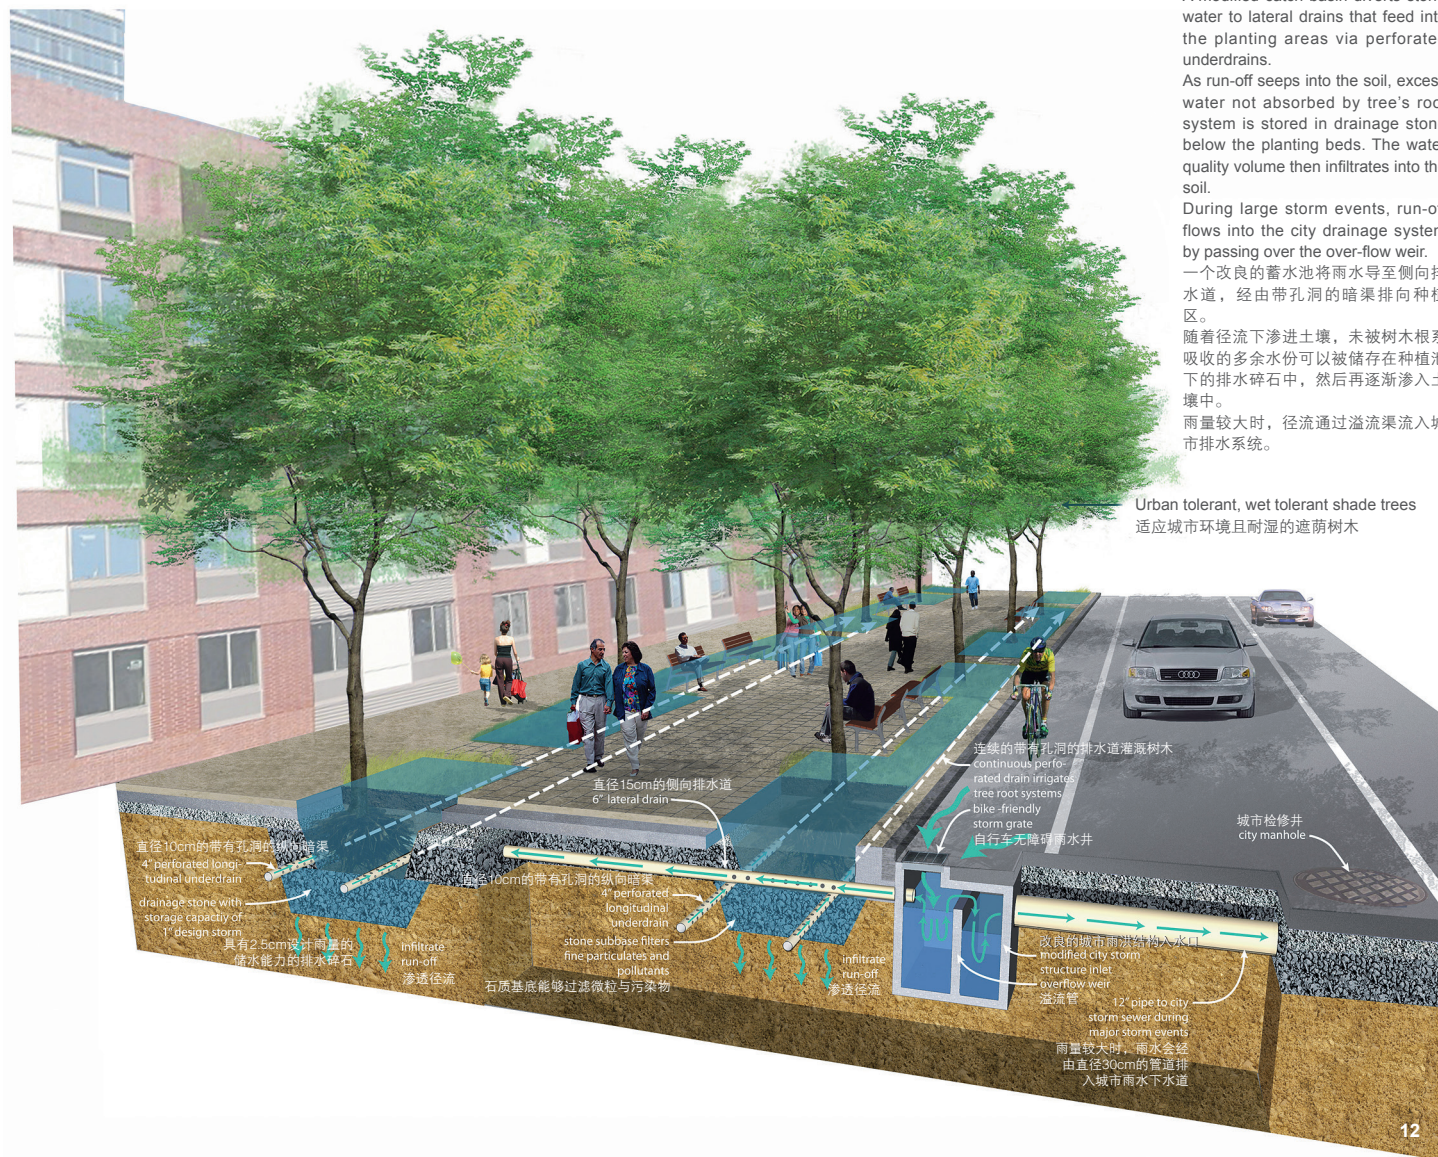 water to lateral drains that feed int
the planting areas via perforate
underdrains.
As run-off seeps into the soil, exces
water not absorbed by tree's roo
system is stored in drainage ston
below the planting beds. The wate
quality volume then infiltrates into th
soil.
During large storm events, run-o
flows into the city drainage system
by passing over the over-flow weir.
一个改良的蓄水池将雨水导至侧向排
水道，经由带孔洞的暗渠排向种植
区。
随着径流下渗进土壤，未被树木根系
吸收的多余水份可以被储存在种植池
下的排水碎石中，然后再逐渐渗入土
壤中。
雨量较大时，径流通过溢流渠流入城
市排水系统。
Urban tolerant, wet tolerant shade trees
适应城市环境且耐湿的遮荫树木
连续的带有孔洞的排水道灌溉树木
continuous perfo-
rated drain irrigates
tree root systems
bike -friendly
storm grate
自行车无障碍雨水井
直径15cm的侧向排水道
6" lateral drain
城市检修井
city manhole
直径10cm的带有孔洞的纵向暗渠
4" perforated longi-
tudinal underdrain
drainage stone with
storage capactiy of
1" design storm
具有2.5cm设计雨量的
储水能力的排水碎石
infiltrate
run-off
渗透径流
直径10cm的带有孔洞的纵向暗渠
4" perforated
longitudinal
underdrain
stone subbase filters
fine particulates and
pollutants
石质基底能够过滤微粒与污染物
infiltrate
run-off
渗透径流
改良的城市雨洪结构入水口
modified city storm
structure inlet
overflow weir
溢流管
12" pipe to city
storm sewer during
major storm events
雨量较大时，雨水会经
由直径30cm的管道排
入城市雨水下水道
12